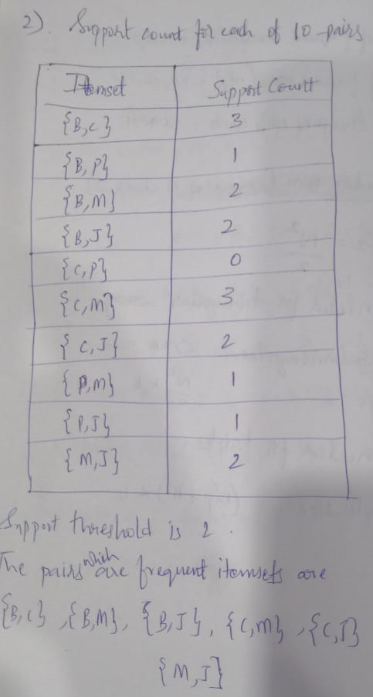 2) Support count for each of 10-pairs
Itemset Support Countt
{B,C} 3
{B,P} 1
{B,M} 2
{B,J} 2
{C,P} 0
{C,M} 3
{C,J} 2
{P,M} 1
{P,J} 1
{M,J} 2
Support threshold is 2.
The pairs which are frequent itemsets are
{B,C}, {B,M}, {B,J}, {C,M}, {C,J}
{M,J}